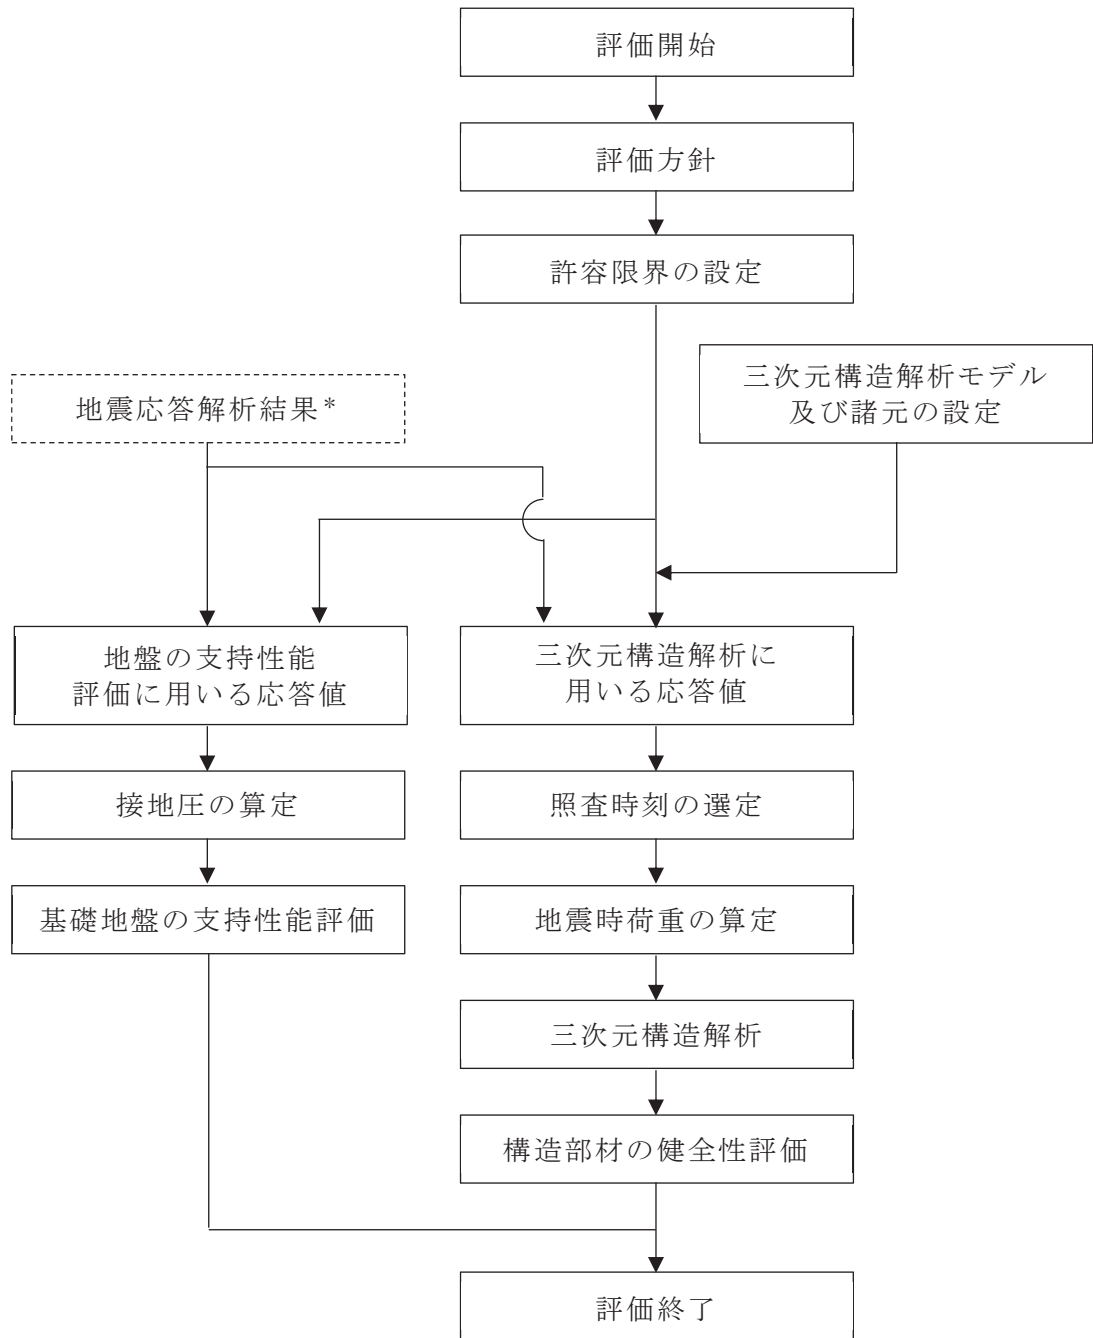 評価開始
評価方針
許容限界の設定
三次元構造解析モデル
及び諸元の設定
地震応答解析結果*
地盤の支持性能
評価に用いる応答値
三次元構造解析に
用いる応答値
接地圧の算定
照査時刻の選定
基礎地盤の支持性能評価
地震時荷重の算定
三次元構造解析
構造部材の健全性評価
評価終了